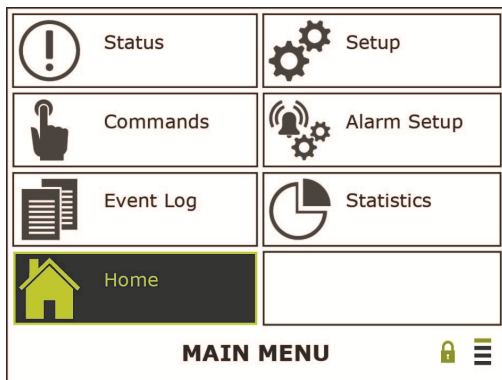 Status
Setup
Commands
Alarm Setup
Event Log
Statistics
Home
MAIN MENU